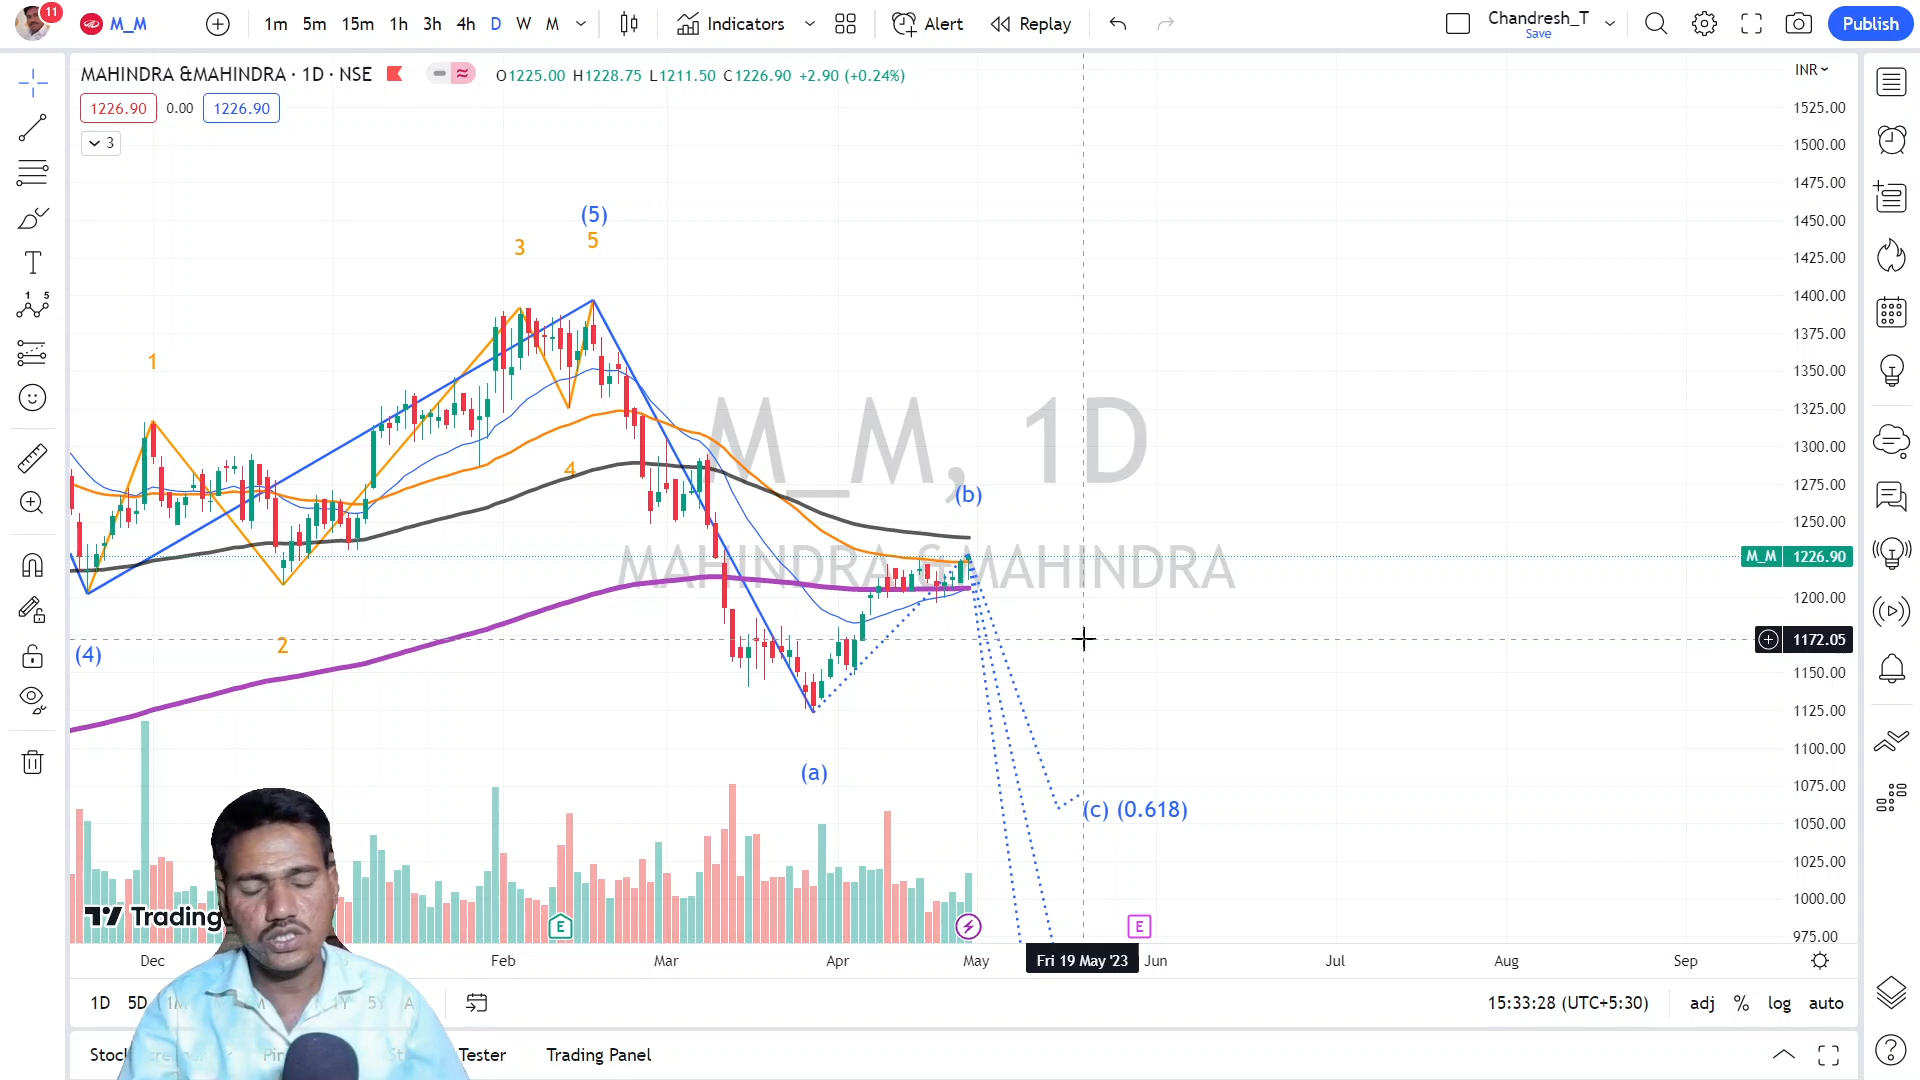 11
M_M
1m 5m 15m 1h 3h 4h D W M
Indicators
Alert
Replay
Chandresh_T
Save
Publish
MAHINDRA &MAHINDRA · 1D · NSE
O1225.00 H1228.75 L1211.50 C1226.90 +2.90 (+0.24%)
INR
1226.90 0.00 1226.90
3
1525.00
1500.00
1475.00
1450.00
1425.00
1400.00
1375.00
1350.00
1325.00
1300.00
1275.00
1250.00
M_M 1226.90
1200.00
1172.05
1150.00
1125.00
1100.00
1075.00
1050.00
1025.00
1000.00
975.00
(5)
5
3
1
4
2
(4)
(b)
(a)
(c) (0.618)
M_M, 1D
MAHINDRA & MAHINDRA
Trading
E
E
Dec Feb Mar Apr May Fri 19 May '23 Jun Jul Aug Sep
1D 5D 1M 1Y 5Y A
15:33:28 (UTC+5:30) adj % log auto
Tester Trading Panel